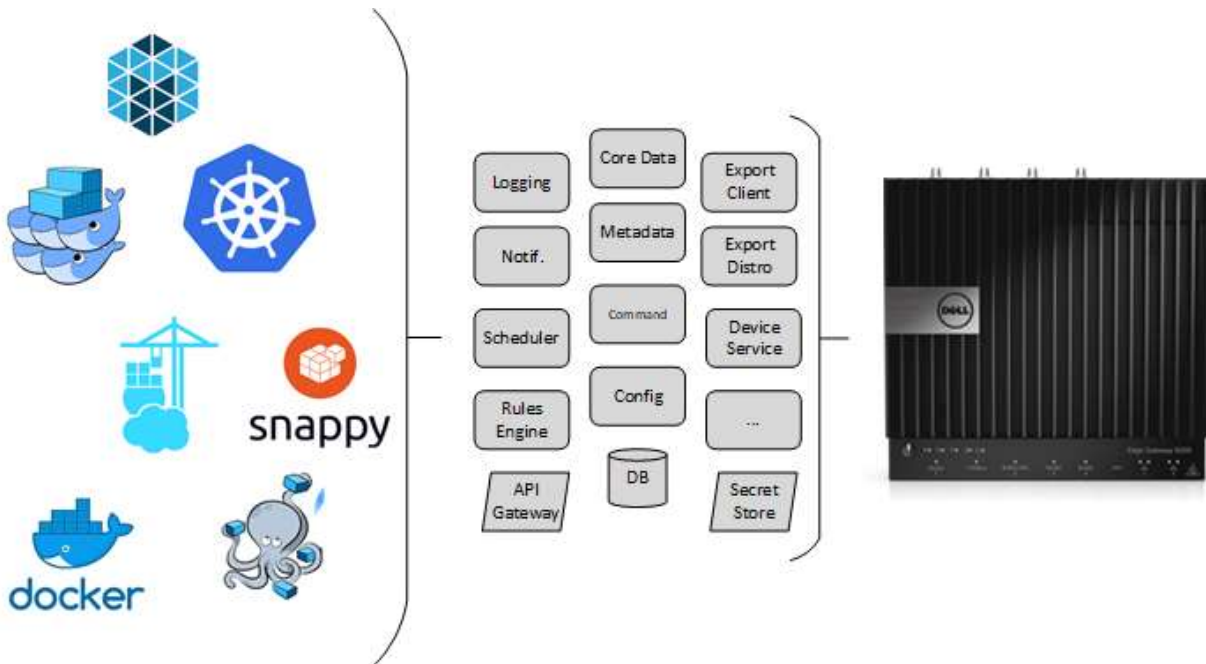 snappy
docker
Logging
Notif.
Scheduler
Rules
Engine
API
Gateway
Core Data
Metadata
Command
Config
DB
Export
Client
Export
Distro
Device
Service
...
Secret
Store
DELL